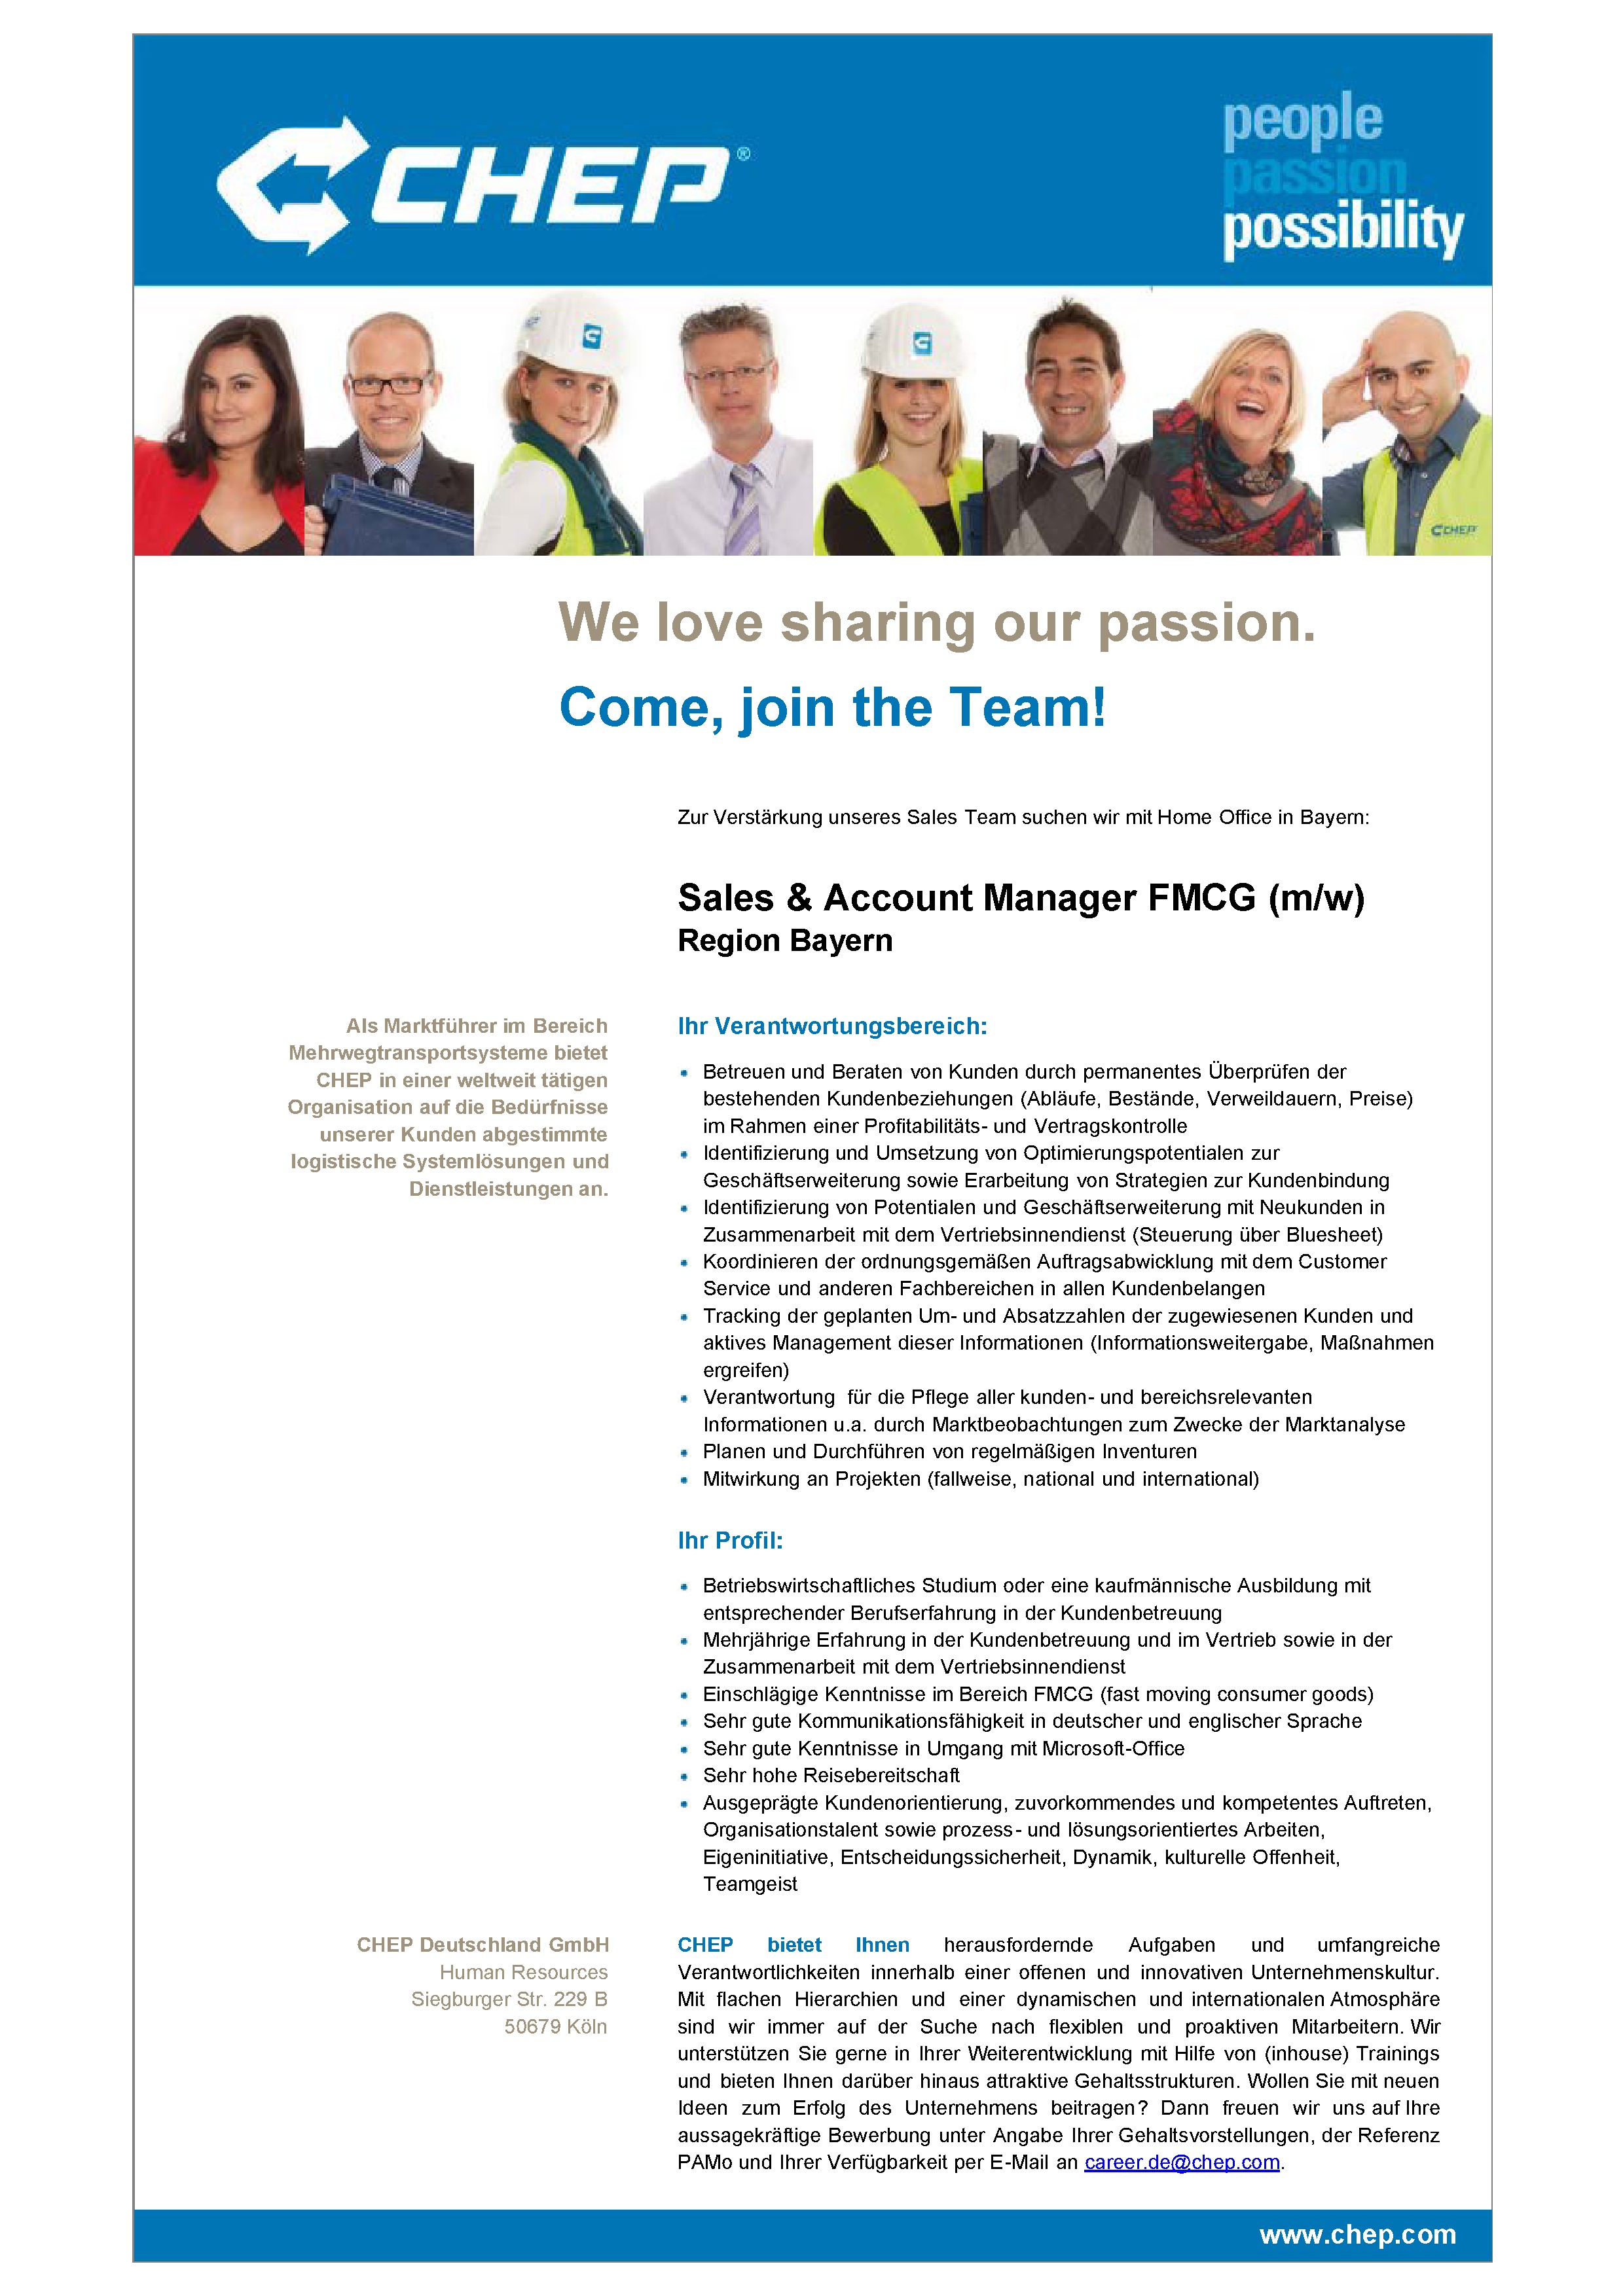 CHEP®
people
passion
possibility
CHEP
We love sharing our passion.
Come, join the Team!
Zur Verstärkung unseres Sales Team suchen wir mit Home Office in Bayern:
Sales & Account Manager FMCG (m/w)
Region Bayern
Als Marktführer im Bereich
Mehrwegtransportsysteme bietet
CHEP in einer weltweit tätigen
Organisation auf die Bedürfnisse
unserer Kunden abgestimmte
logistische Systemlösungen und
Dienstleistungen an.
Ihr Verantwortungsbereich:
• Betreuen und Beraten von Kunden durch permanentes Überprüfen der
bestehenden Kundenbeziehungen (Abläufe, Bestände, Verweildauern, Preise)
im Rahmen einer Profitabilitäts- und Vertragskontrolle
• Identifizierung und Umsetzung von Optimierungspotentialen zur
Geschäftserweiterung sowie Erarbeitung von Strategien zur Kundenbindung
• Identifizierung von Potentialen und Geschäftserweiterung mit Neukunden in
Zusammenarbeit mit dem Vertriebsinnendienst (Steuerung über Bluesheet)
• Koordinieren der ordnungsgemäßen Auftragsabwicklung mit dem Customer
Service und anderen Fachbereichen in allen Kundenbelangen
• Tracking der geplanten Um- und Absatzzahlen der zugewiesenen Kunden und
aktives Management dieser Informationen (Informationsweitergabe, Maßnahmen
ergreifen)
• Verantwortung für die Pflege aller kunden- und bereichsrelevanten
Informationen u.a. durch Marktbeobachtungen zum Zwecke der Marktanalyse
• Planen und Durchführen von regelmäßigen Inventuren
• Mitwirkung an Projekten (fallweise, national und international)
Ihr Profil:
• Betriebswirtschaftliches Studium oder eine kaufmännische Ausbildung mit
entsprechender Berufserfahrung in der Kundenbetreuung
• Mehrjährige Erfahrung in der Kundenbetreuung und im Vertrieb sowie in der
Zusammenarbeit mit dem Vertriebsinnendienst
• Einschlägige Kenntnisse im Bereich FMCG (fast moving consumer goods)
• Sehr gute Kommunikationsfähigkeit in deutscher und englischer Sprache
• Sehr gute Kenntnisse in Umgang mit Microsoft-Office
• Sehr hohe Reisebereitschaft
• Ausgeprägte Kundenorientierung, zuvorkommendes und kompetentes Auftreten,
Organisationstalent sowie prozess- und lösungsorientiertes Arbeiten,
Eigeninitiative, Entscheidungssicherheit, Dynamik, kulturelle Offenheit,
Teamgeist
CHEP Deutschland GmbH
Human Resources
Siegburger Str. 229 B
50679 Köln
CHEP bietet Ihnen herausfordernde Aufgaben und umfangreiche
Verantwortlichkeiten innerhalb einer offenen und innovativen Unternehmenskultur.
Mit flachen Hierarchien und einer dynamischen und internationalen Atmosphäre
sind wir immer auf der Suche nach flexiblen und proaktiven Mitarbeitern. Wir
unterstützen Sie gerne in Ihrer Weiterentwicklung mit Hilfe von (inhouse) Trainings
und bieten Ihnen darüber hinaus attraktive Gehaltsstrukturen. Wollen Sie mit neuen
Ideen zum Erfolg des Unternehmens beitragen? Dann freuen wir uns auf Ihre
aussagekräftige Bewerbung unter Angabe Ihrer Gehaltsvorstellungen, der Referenz
PAMo und Ihrer Verfügbarkeit per E-Mail an career.de@chep.com.
www.chep.com